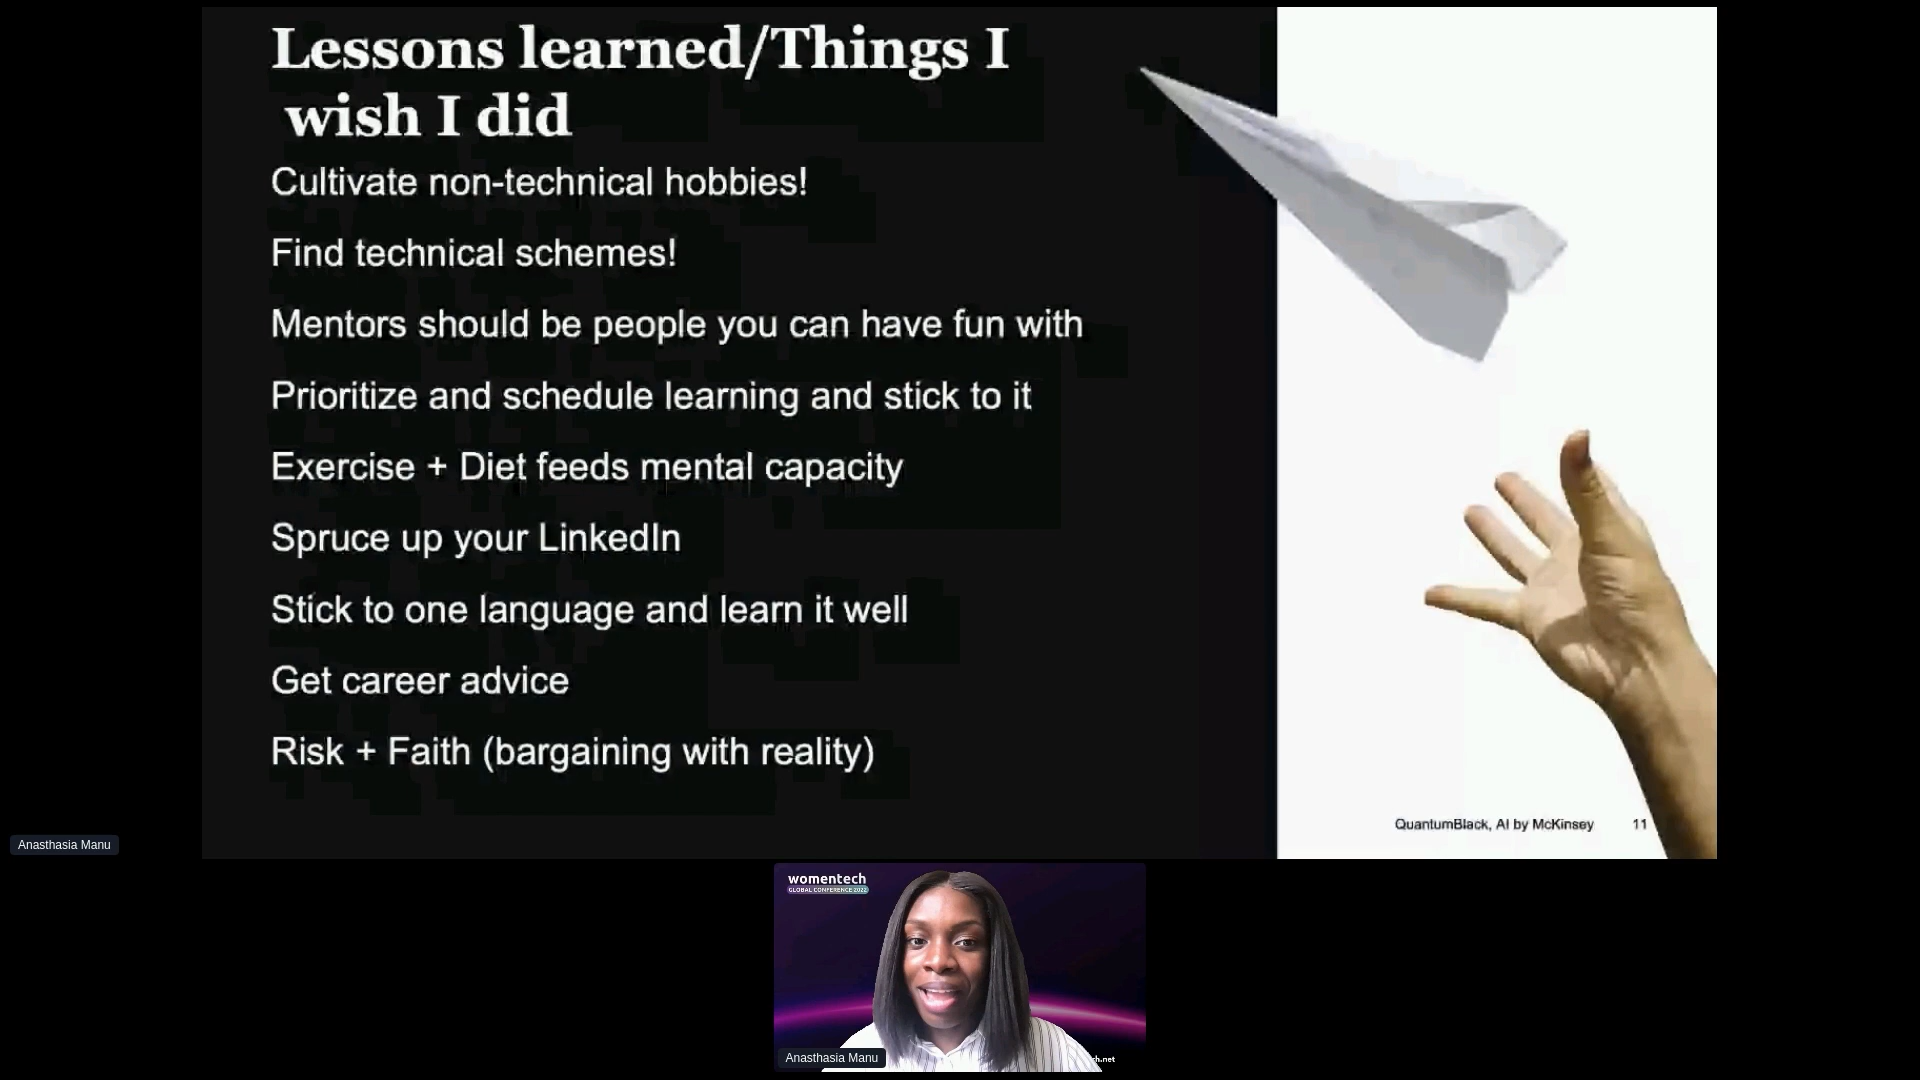 Lessons learned/Things I
wish I did
Cultivate non-technical hobbies!
Find technical schemes!
Mentors should be people you can have fun with
Prioritize and schedule learning and stick to it
Exercise + Diet feeds mental capacity
Spruce up your LinkedIn
Stick to one language and learn it well
Get career advice
Risk + Faith (bargaining with reality)
QuantumBlack, AI by McKinsey 11
Anasthasia Manu
womentech
GLOBAL CONFERENCE 2022
Anasthasia Manu
ch.net